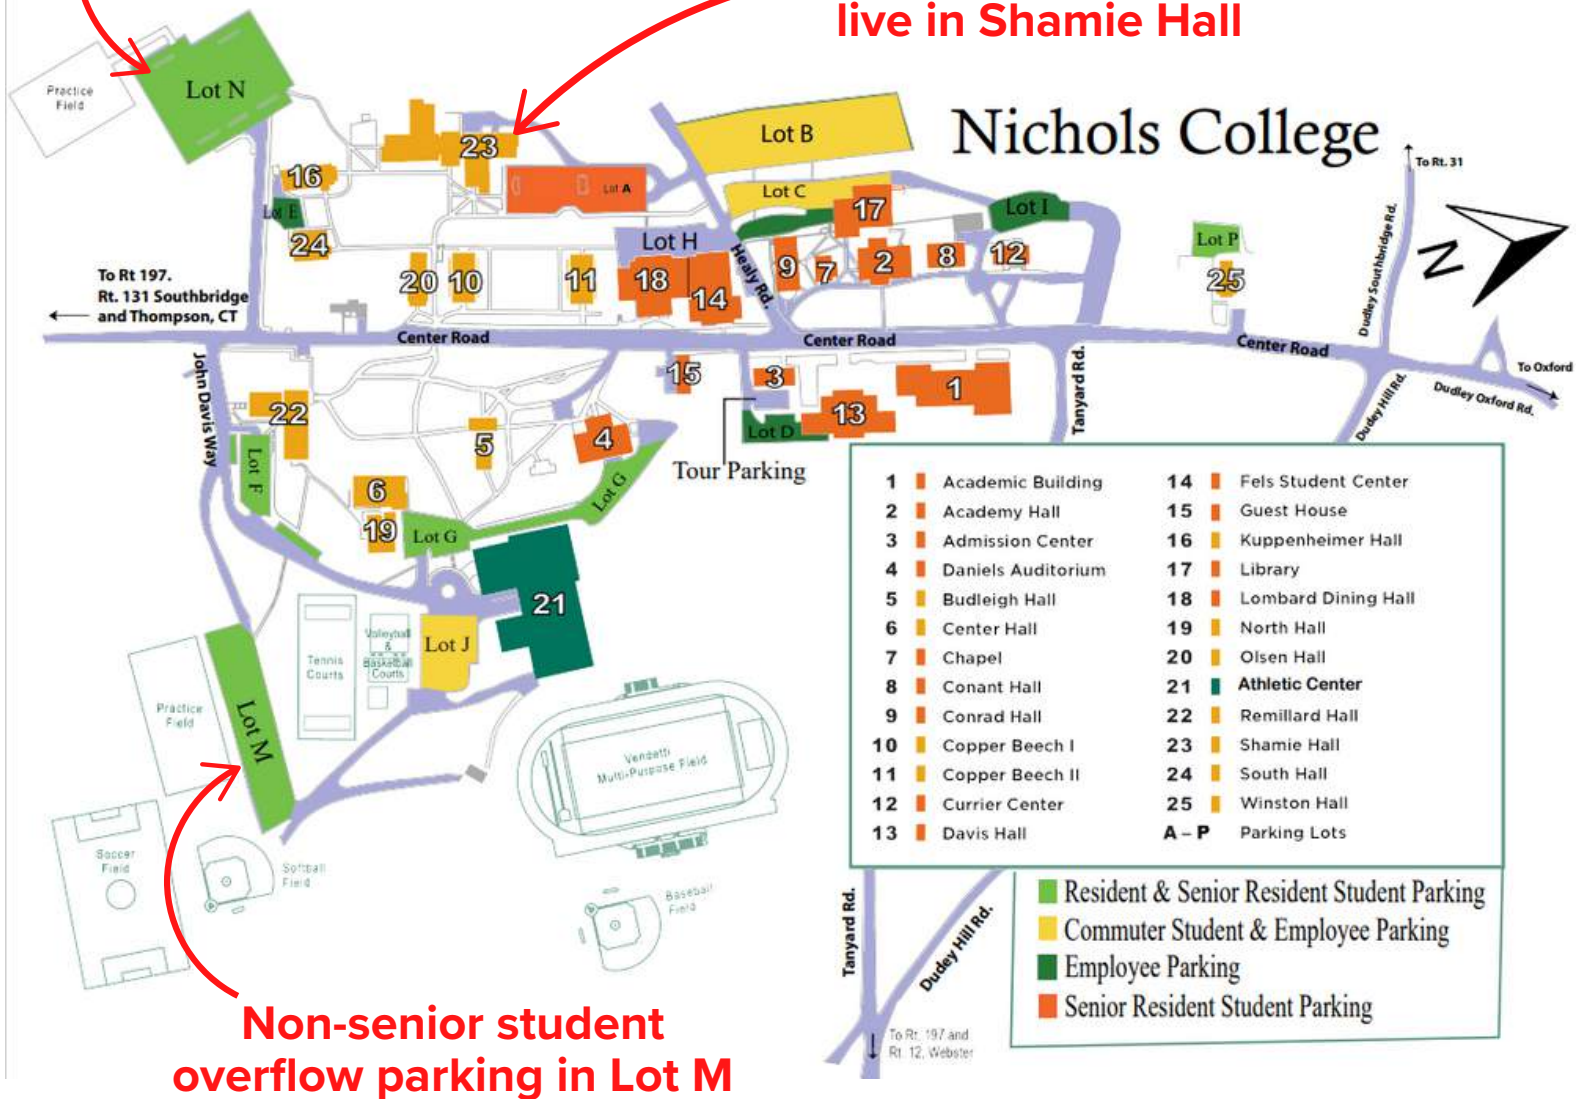 live in Shamie Hall
Nichols College
Practice
Field
Lot N
Lot B
23
16
Lot A
Lot C
17
Lot I
To Rt. 31
Lot E
24
Lot H
Healy Rd.
Lot P
Dudley Southbridge Rd.
N
20
10
11
18
14
9
7
2
8
12
25
To Rt 197.
Rt. 131 Southbridge
and Thompson, CT
Center Road
Center Road
Center Road
John Davis Way
15
3
1
Tanyard Rd.
To Oxford
Dudley Oxford Rd.
Dudey Hill Rd.
22
5
4
13
Lot D
Tour Parking
Lot F
6
19
Lot G
Lot G
21
Lot J
Volleyball
&
Basketball
Courts
Tennis
Courts
Lot M
Practice
Field
Vendetti
Multi-Purpose Field
Soccer
Field
Softball
Field
Baseball
Field
1 Academic Building
2 Academy Hall
3 Admission Center
4 Daniels Auditorium
5 Budleigh Hall
6 Center Hall
7 Chapel
8 Conant Hall
9 Conrad Hall
10 Copper Beech I
11 Copper Beech II
12 Currier Center
13 Davis Hall
14 Fels Student Center
15 Guest House
16 Kuppenheimer Hall
17 Library
18 Lombard Dining Hall
19 North Hall
20 Olsen Hall
21 Athletic Center
22 Remillard Hall
23 Shamie Hall
24 South Hall
25 Winston Hall
A – P Parking Lots
Resident & Senior Resident Student Parking
Commuter Student & Employee Parking
Employee Parking
Senior Resident Student Parking
Tanyard Rd.
Dudey Hill Rd.
To Rt. 197 and
Rt. 12, Webster
Non-senior student
overflow parking in Lot M